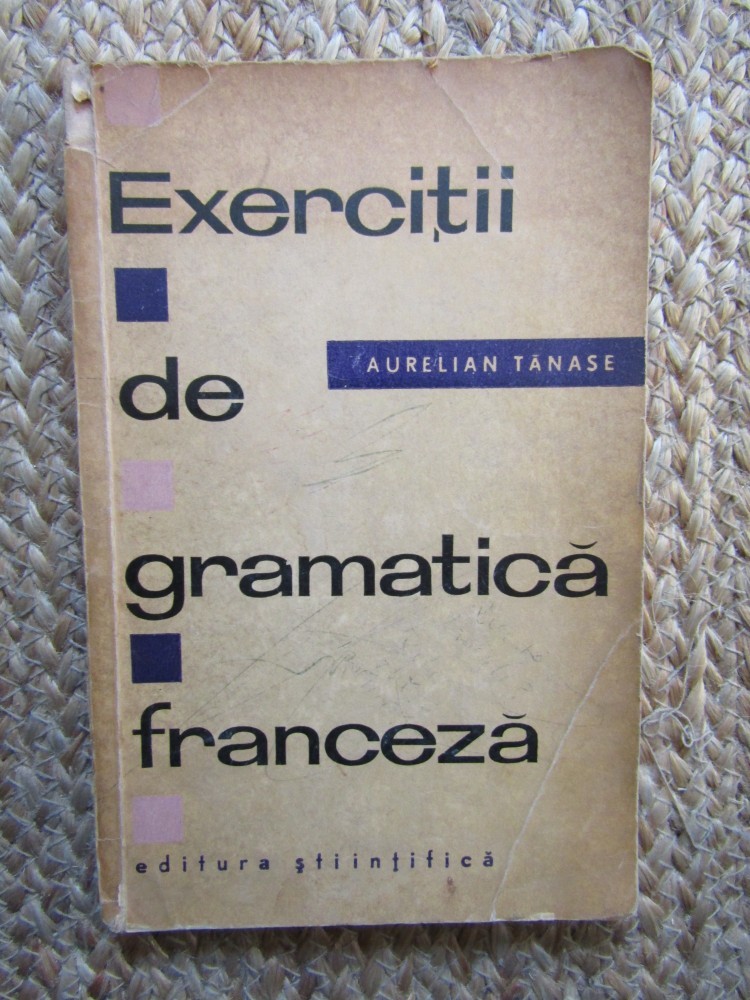 Exerciții
AURELIAN TĂNASE
de
gramatică
franceză
editura științifică